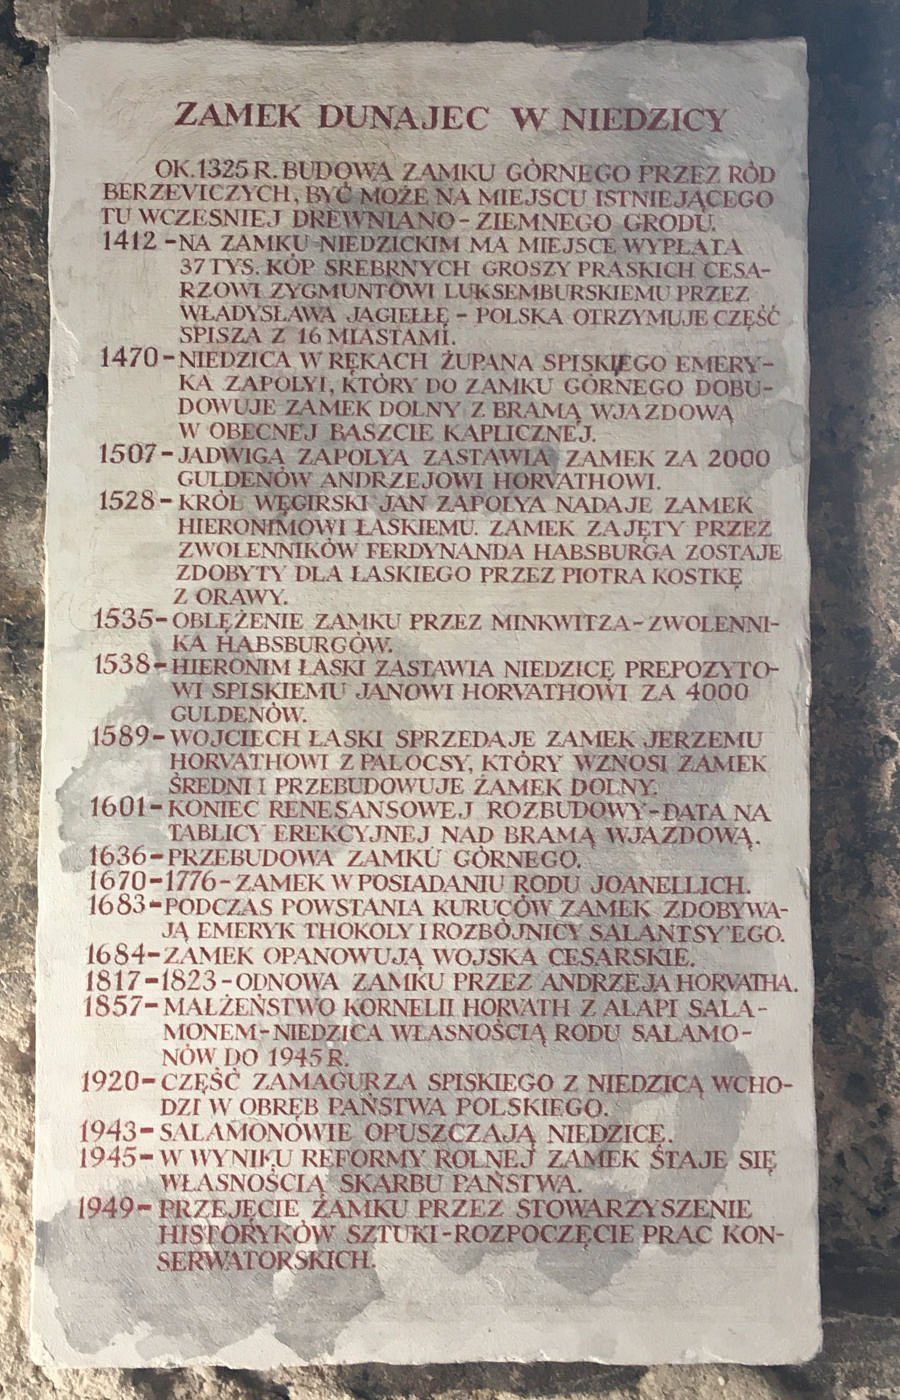 ZAMEK DUNAJEC W NIEDZICY
OK. 1325 R. BUDOWA ZAMKU GÓRNEGO PRZEZ RÓD
BERZEVICZYCH, BYĆ MOŻE NA MIEJSCU ISTNIEJĄCEGO
TU WCZEŚNIEJ DREWNIANO-ZIEMNEGO GRODU.
1412 - NA ZAMKU NIEDZICKIM MA MIEJSCE WYPŁATA
37 TYS. KÓP SREBRNYCH GROSZY PRASKICH CESA-
RZOWI ZYGMUNTOWI LUKSEMBURSKIEMU PRZEZ
WŁADYSŁAWA JAGIEŁŁĘ - POLSKA OTRZYMUJE CZĘŚĆ
SPISZA Z 16 MIASTAMI.
1470 - NIEDZICA W RĘKACH ŻUPANA SPISKIEGO EMERY-
KA ZAPOLYI, KTÓRY DO ZAMKU GÓRNEGO DOBU-
DOWUJE ZAMEK DOLNY Z BRAMĄ WJAZDOWĄ
W OBECNEJ BASZCIE KAPLICZNEJ.
1507 - JADWIGA ZAPOLYA ZASTAWIA ZAMEK ZA 2000
GULDENÓW ANDRZEJOWI HORVATHOWI.
1528 - KRÓL WĘGIRSKI JAN ZAPOLYA NADAJE ZAMEK
HIERONIMOWI ŁASKIEMU. ZAMEK ZAJĘTY PRZEZ
ZWOLENNIKÓW FERDYNANDA HABSBURGA ZOSTAJE
ZDOBYTY DLA ŁASKIEGO PRZEZ PIOTRA KOSTKĘ
Z ORAWY.
1535 - OBLĘŻENIE ZAMKU PRZEZ MINKWITZA - ZWOLENNI-
KA HABSBURGÓW.
1538 - HIERONIM ŁASKI ZASTAWIA NIEDZICĘ PREPOZYTO-
WI SPISKIEMU JANOWI HORVATHOWI ZA 4000
GULDENÓW.
1589 - WOJCIECH ŁASKI SPRZEDAJE ZAMEK JERZEMU
HORVATHOWI Z PALOCSY, KTÓRY WZNOSI ZAMEK
ŚREDNI I PRZEBUDOWUJE ZAMEK DOLNY.
1601 - KONIEC RENESANSOWEJ ROZBUDOWY - DATA NA
TABLICY EREKCYJNEJ NAD BRAMĄ WJAZDOWĄ.
1636 - PRZEBUDOWA ZAMKU GÓRNEGO.
1670 - 1776 - ZAMEK W POSIADANIU RODU JOANELLICH.
1683 - PODCZAS POWSTANIA KURUCÓW ZAMEK ZDOBYWA-
JĄ EMERYK THOKOLY I ROZBÓJNICY SALANTSY'EGO.
1684 - ZAMEK OPANOWUJĄ WOJSKA CESARSKIE.
1817 - 1823 - ODNOWA ZAMKU PRZEZ ANDRZEJA HORVATHA.
1857 - MAŁŻEŃSTWO KORNELII HORVATH Z ALAPI SALA-
MONEM - NIEDZICA WŁASNOŚCIĄ RODU SALAMO-
NÓW DO 1945 R.
1920 - CZĘŚĆ ZAMAGURZA SPISKIEGO Z NIEDZICĄ WCHO-
DZI W OBRĘB PAŃSTWA POLSKIEGO.
1943 - SALAMONOWIE OPUSZCZAJĄ NIEDZICĘ.
1945 - W WYNIKU REFORMY ROLNEJ ZAMEK STAJE SIĘ
WŁASNOŚCIĄ SKARBU PAŃSTWA.
1949 - PRZEJĘCIE ZAMKU PRZEZ STOWARZYSZENIE
HISTORYKÓW SZTUKI - ROZPOCZĘCIE PRAC KON-
SERWATORSKICH.